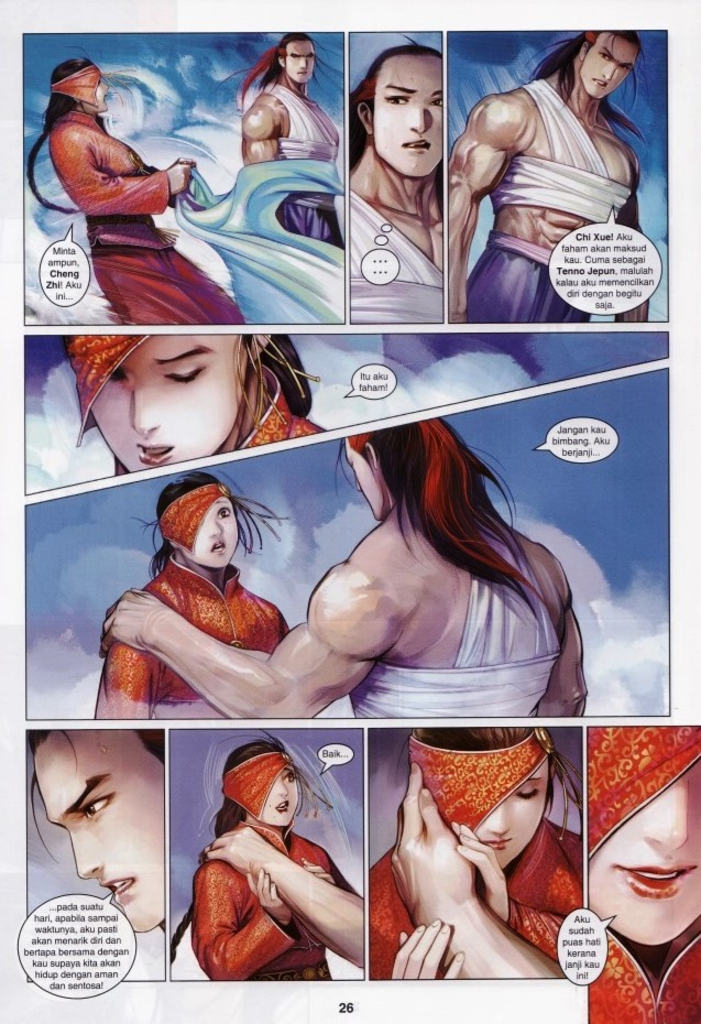 Minta
ampun,
Cheng
Zhi! Aku
ini...
...
Chi Xue! Aku
faham akan maksud
kau. Cuma sebagai
Tenno Jepun, malulah
kalau aku memencilkan
diri dengan begitu
saja.
Itu aku
faham!
Jangan kau
bimbang. Aku
berjanji...
...pada suatu
hari, apabila sampai
waktunya, aku pasti
akan menarik diri dan
bertapa bersama dengan
kau supaya kita akan
hidup dengan aman
dan sentosa!
Baik...
Aku
sudah
puas hati
kerana
janji kau
ini!
26